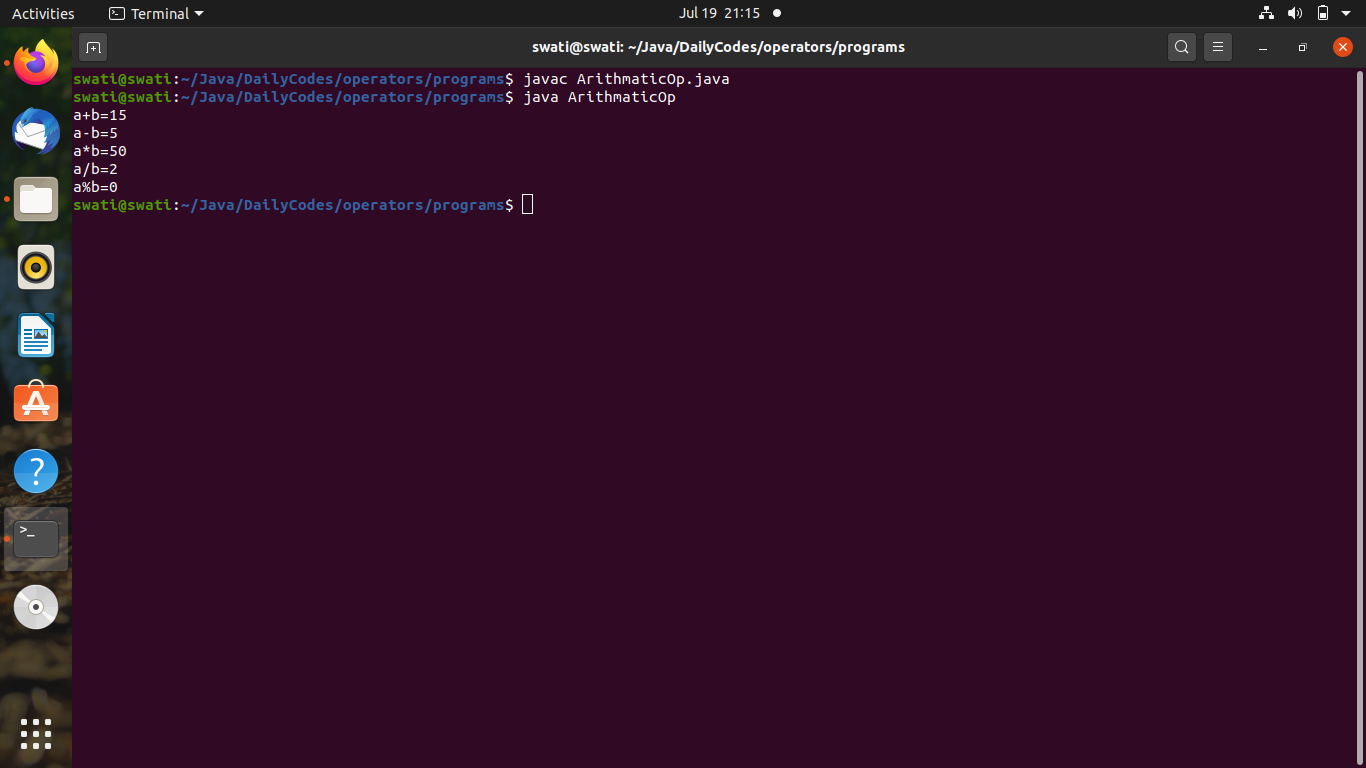 Activities
Terminal
Jul 19 21:15
swati@swati: ~/Java/DailyCodes/operators/programs
swati@swati:~/Java/DailyCodes/operators/programs$ javac ArithmaticOp.java
swati@swati:~/Java/DailyCodes/operators/programs$ java ArithmaticOp
a+b=15
a-b=5
a*b=50
a/b=2
a%b=0
swati@swati:~/Java/DailyCodes/operators/programs$